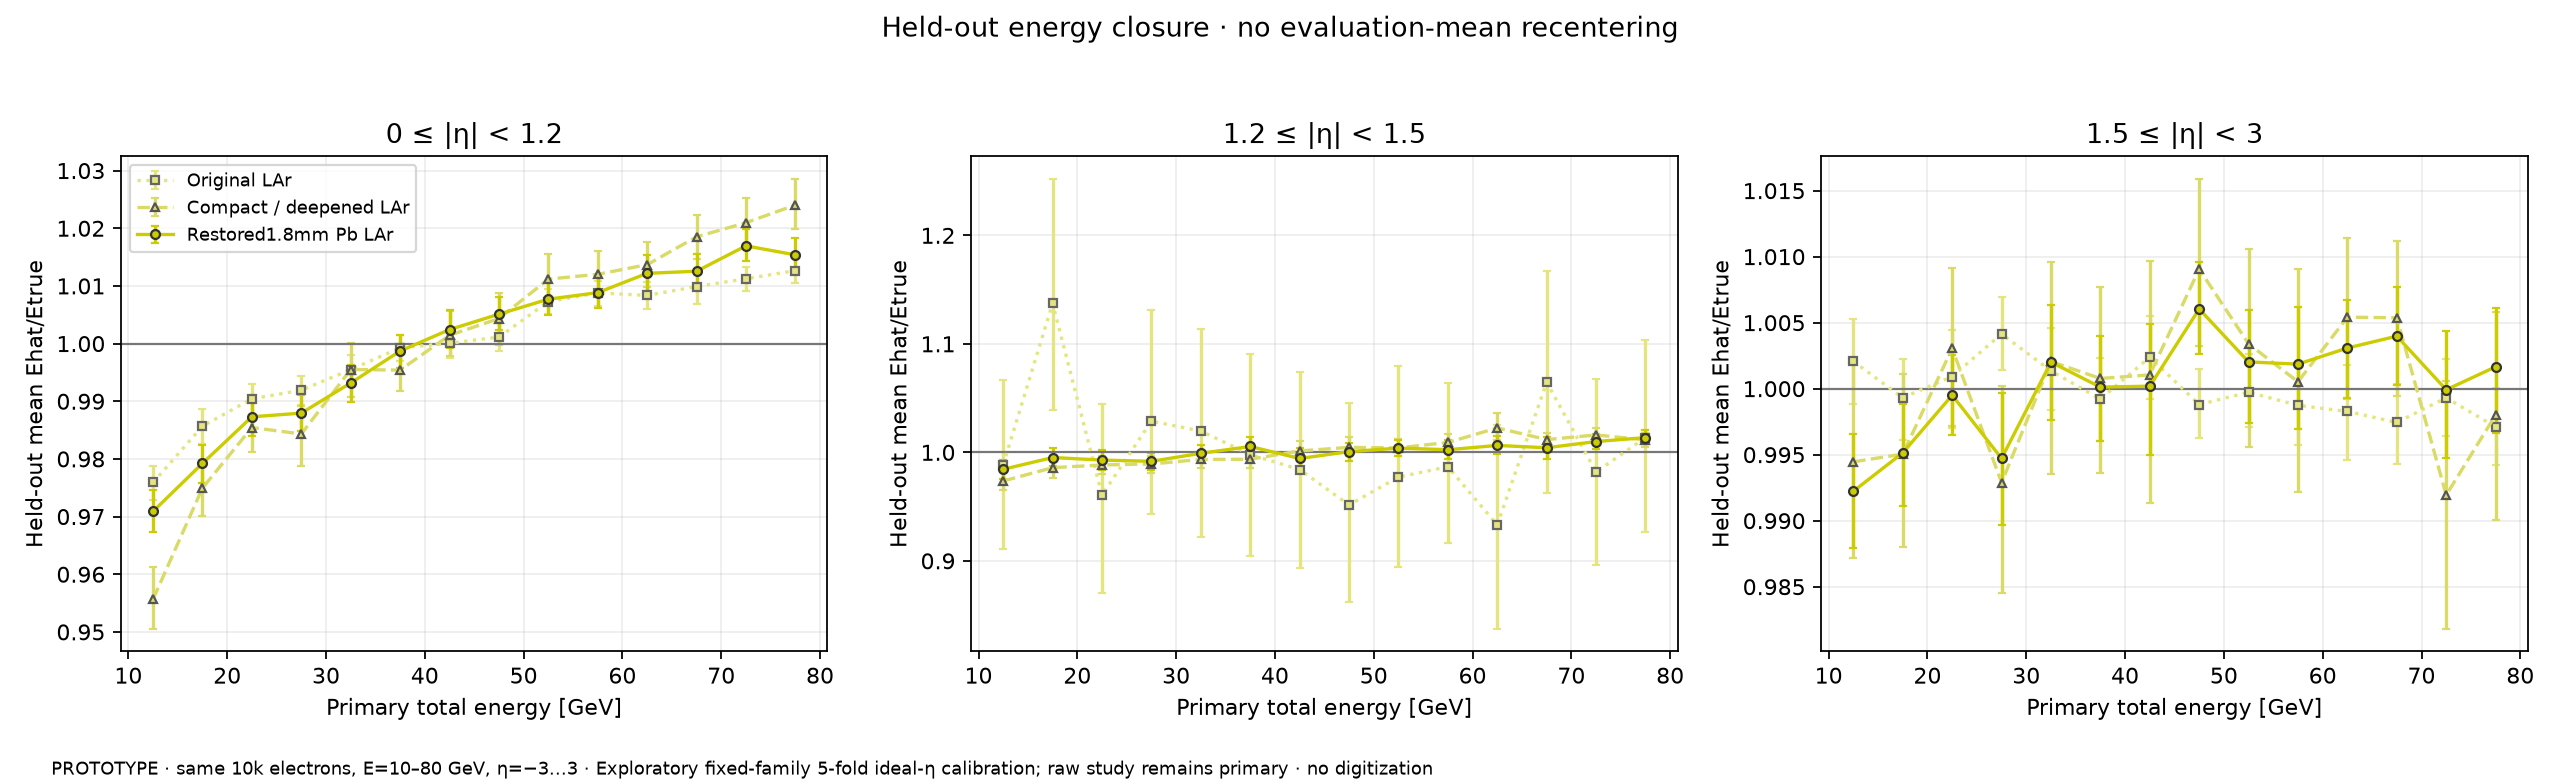 Held-out energy closure · no evaluation-mean recentering
0 ≤ |η| < 1.2
1.03
1.02
1.01
1.00
0.99
0.98
0.97
0.96
0.95
Held-out mean Ehat/Etrue
Original LAr
Compact / deepened LAr
Restored1.8mm Pb LAr
10 20 30 40 50 60 70 80
Primary total energy [GeV]
1.2 ≤ |η| < 1.5
1.2
1.1
1.0
0.9
Held-out mean Ehat/Etrue
10 20 30 40 50 60 70 80
Primary total energy [GeV]
1.5 ≤ |η| < 3
1.015
1.010
1.005
1.000
0.995
0.990
0.985
Held-out mean Ehat/Etrue
10 20 30 40 50 60 70 80
Primary total energy [GeV]
PROTOTYPE · same 10k electrons, E=10–80 GeV, η=−3...3 · Exploratory fixed-family 5-fold ideal-η calibration; raw study remains primary · no digitization